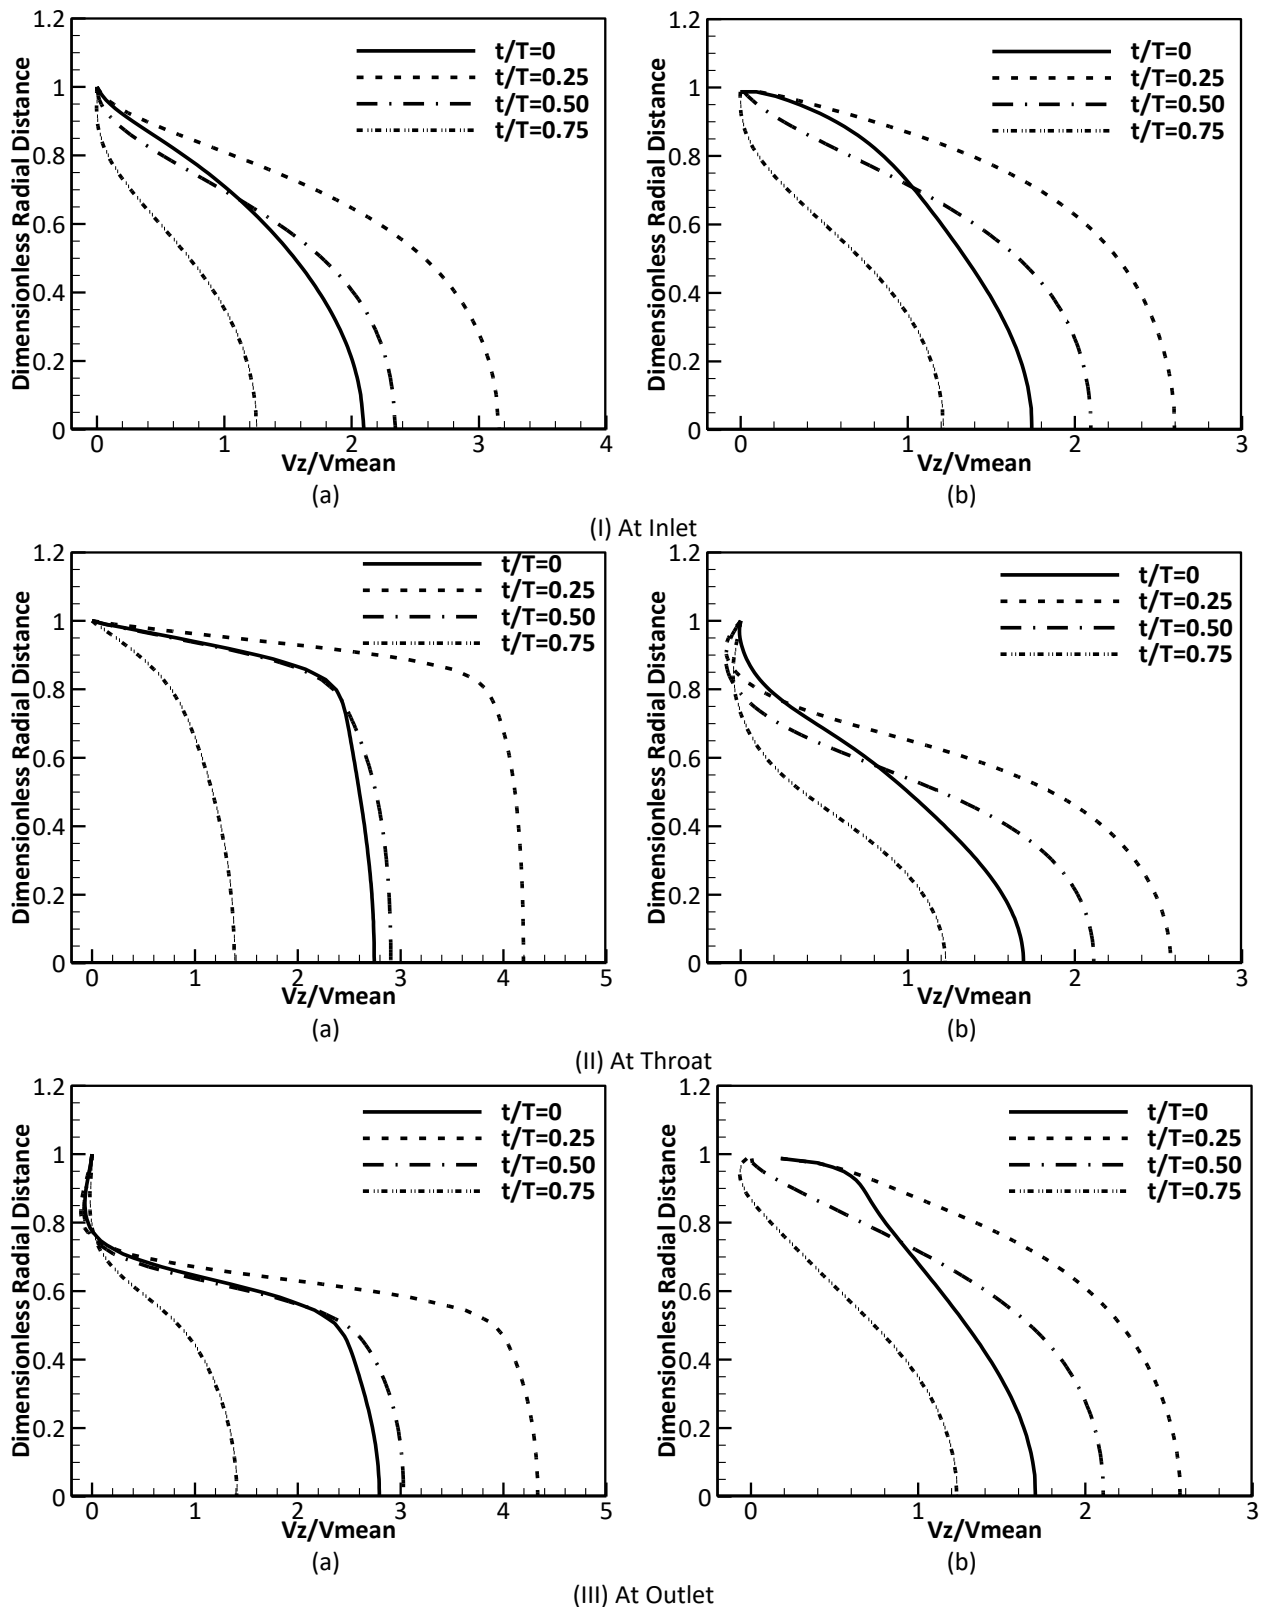 1.2
1
0.8
0.6
0.4
0.2
0
Dimensionless Radial Distance
t/T=0
t/T=0.25
t/T=0.50
t/T=0.75
0 1 2 3 4
Vz/Vmean
(a)
1.2
1
0.8
0.6
0.4
0.2
0
Dimensionless Radial Distance
t/T=0
t/T=0.25
t/T=0.50
t/T=0.75
0 1 2 3
Vz/Vmean
(b)
(I) At Inlet
1.2
1
0.8
0.6
0.4
0.2
0
Dimensionless Radial Distance
t/T=0
t/T=0.25
t/T=0.50
t/T=0.75
0 1 2 3 4 5
Vz/Vmean
(a)
1.2
1
0.8
0.6
0.4
0.2
0
Dimensionless Radial Distance
t/T=0
t/T=0.25
t/T=0.50
t/T=0.75
0 1 2 3
Vz/Vmean
(b)
(II) At Throat
1.2
1
0.8
0.6
0.4
0.2
0
Dimensionless Radial Distance
t/T=0
t/T=0.25
t/T=0.50
t/T=0.75
0 1 2 3 4 5
Vz/Vmean
(a)
1.2
1
0.8
0.6
0.4
0.2
0
Dimensionless Radial Distance
t/T=0
t/T=0.25
t/T=0.50
t/T=0.75
0 1 2 3
Vz/Vmean
(b)
(III) At Outlet